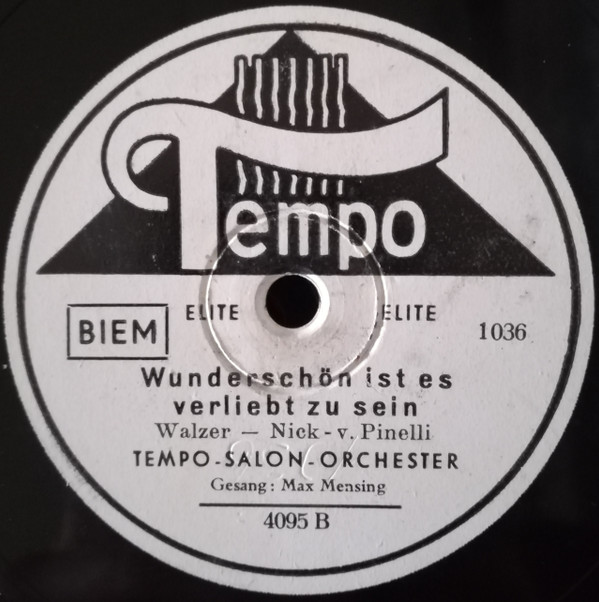 Tempo
BIEM ELITE ELITE 1036
Wunderschön ist es
verliebt zu sein
Walzer — Nick - v. Pinelli
TEMPO-SALON-ORCHESTER
Gesang: Max Mensing
4095 B